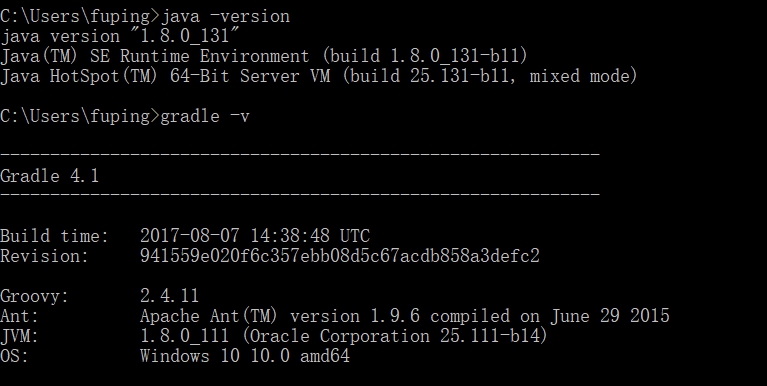 C:\Users\fuping>java -version
java version "1.8.0_131"
Java(TM) SE Runtime Environment (build 1.8.0_131-b11)
Java HotSpot(TM) 64-Bit Server VM (build 25.131-b11, mixed mode)
C:\Users\fuping>gradle -v
------------------------------------------------------------
Gradle 4.1
------------------------------------------------------------
Build time:   2017-08-07 14:38:48 UTC
Revision:     941559e020f6c357ebb08d5c67acdb858a3defc2
Groovy:       2.4.11
Ant:          Apache Ant(TM) version 1.9.6 compiled on June 29 2015
JVM:          1.8.0_111 (Oracle Corporation 25.111-b14)
OS:           Windows 10 10.0 amd64